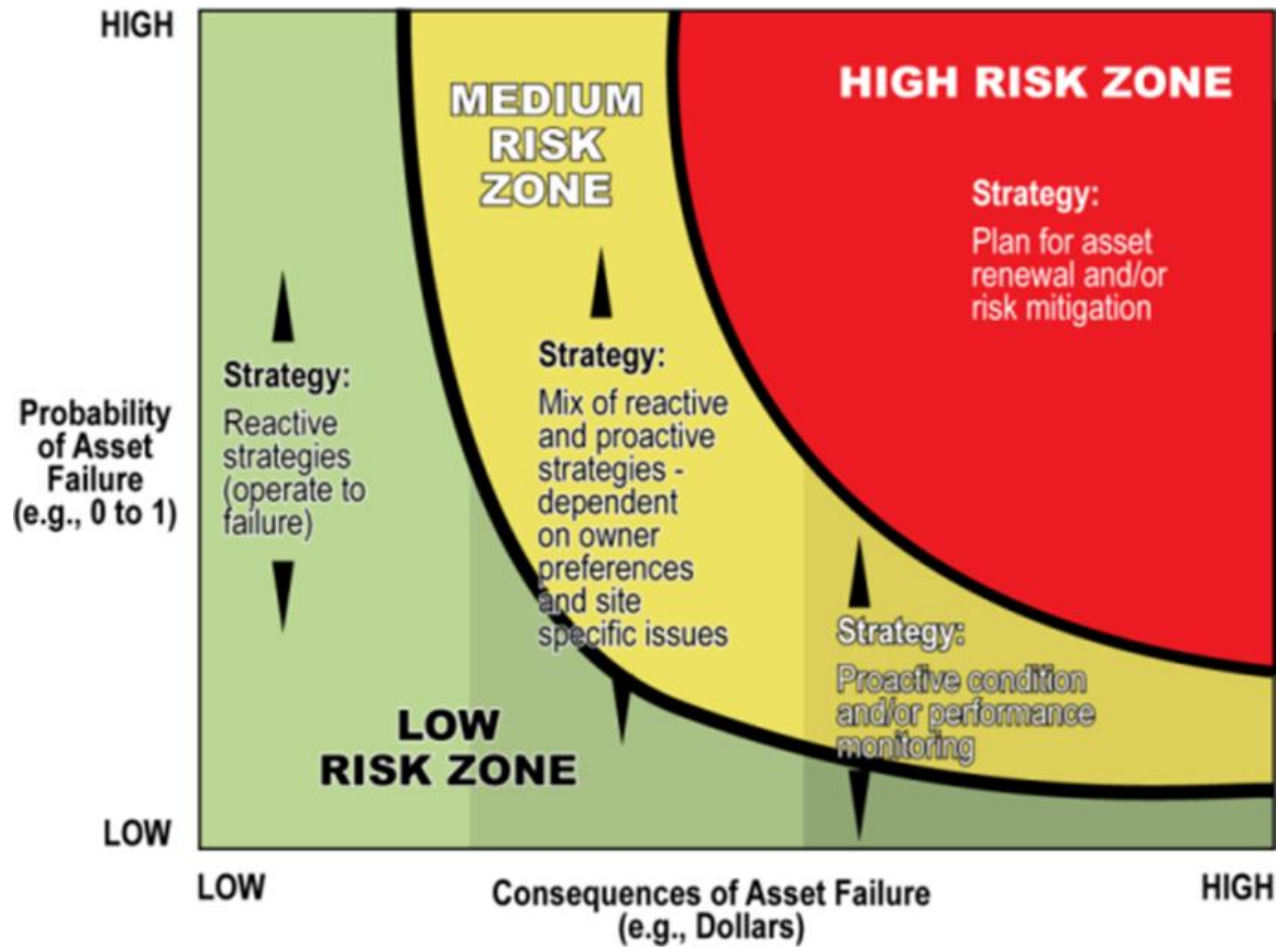 HIGH
MEDIUM
RISK
ZONE
HIGH RISK ZONE
Strategy:
Plan for asset
renewal and/or
risk mitigation
Strategy:
Reactive
strategies
(operate to
failure)
Strategy:
Mix of reactive
and proactive
strategies -
dependent
on owner
preferences
and site
specific issues
Strategy:
Proactive condition
and/or performance
monitoring
Probability
of Asset
Failure
(e.g., 0 to 1)
LOW
RISK ZONE
LOW
LOW
Consequences of Asset Failure
(e.g., Dollars)
HIGH